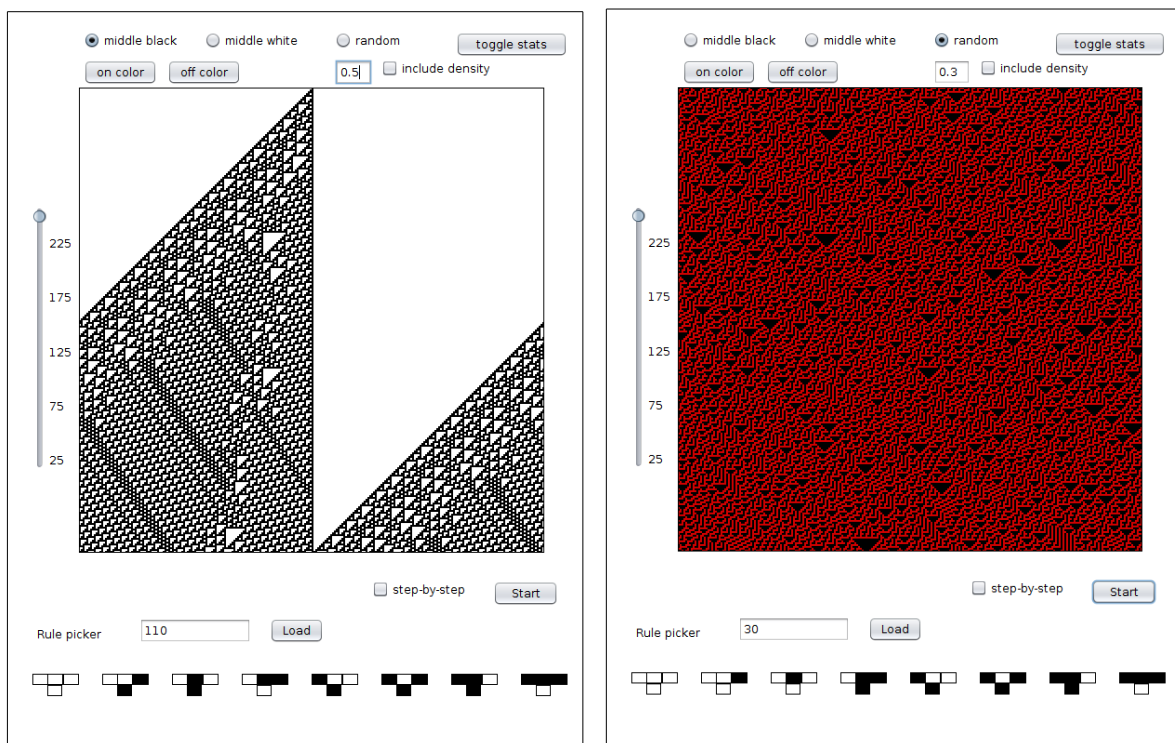 middle black middle white random toggle stats
on color off color 0.5 include density
225
175
125
75
25
step-by-step Start
Rule picker 110 Load
middle black middle white random toggle stats
on color off color 0.3 include density
225
175
125
75
25
step-by-step Start
Rule picker 30 Load